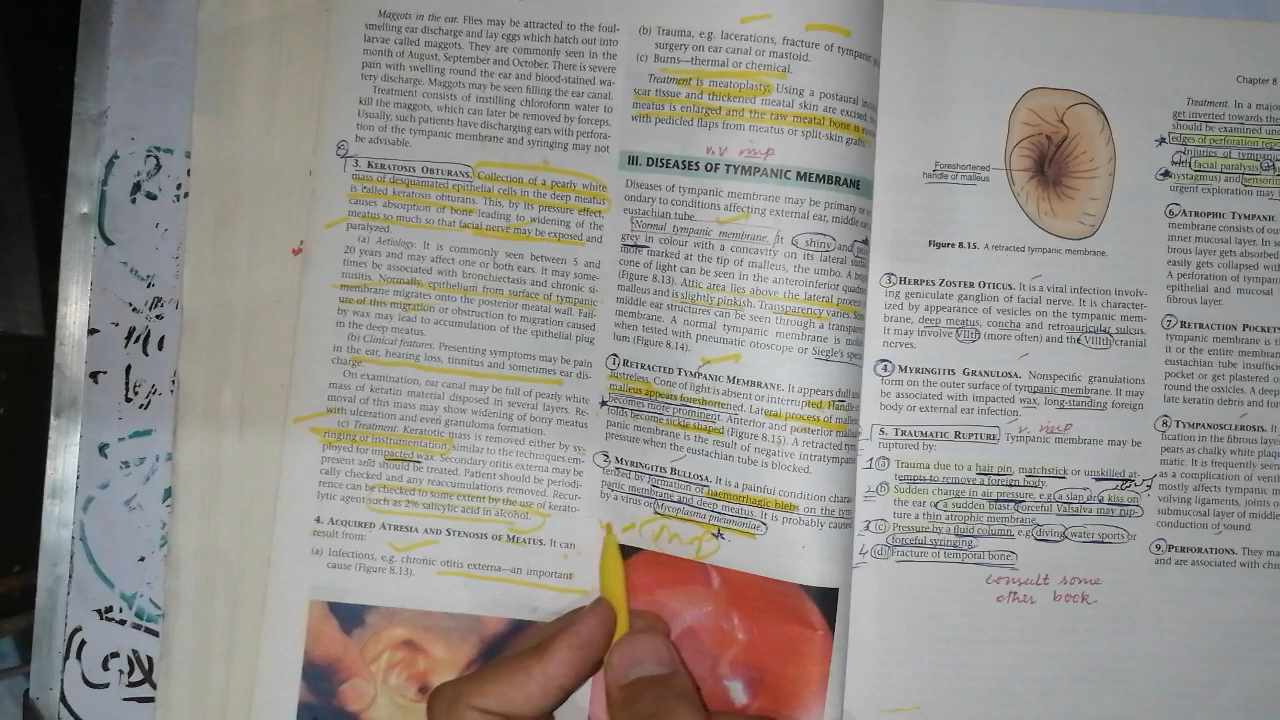 Maggots in the ear. Flies may be attracted to the foul-
smelling ear discharge and lay eggs which hatch out into
larvae called maggots. They are commonly seen in the
month of August, September and October. There is severe
pain with swelling round the ear and blood-stained wa-
tery discharge. Maggots may be seen filling the ear canal.
Treatment consists of instilling chloroform water to
kill the maggots, which can later be removed by forceps.
Usually, such patients have discharging ears with perfora-
tion of the tympanic membrane and syringing may not
be advisable.
3. KERATOSIS OBTURANS. Collection of a pearly white
mass of desquamated epithelial cells in the deep meatus
is called keratosis obturans. This, by its pressure effect,
causes absorption of bone leading to widening of the
meatus so much so that facial nerve may be exposed and
paralyzed.
(a) Aetiology. It is commonly seen between 5 and
20 years and may affect one or both ears. It may some-
times be associated with bronchiectasis and chronic si-
nusitis. Normally, epithelium from surface of tympanic
membrane migrates onto the posterior meatal wall. Fail-
ure of this migration or obstruction to migration caused
by wax may lead to accumulation of the epithelial plug
in the deep meatus.
(b) Clinical features. Presenting symptoms may be pain
in the ear, hearing loss, tinnitus and sometimes ear dis-
charge.
On examination, ear canal may be full of pearly white
mass of keratin material disposed in several layers. Re-
moval of this mass may show widening of bony meatus
with ulceration and even granuloma formation.
(c) Treatment. Keratotic mass is removed either by sy-
ringing or instrumentation, similar to the techniques em-
ployed for impacted wax. Secondary otitis externa may be
present and should be treated. Patient should be periodi-
cally checked and any reaccumulations removed. Recur-
rence can be checked to some extent by the use of kerato-
lytic agent such as 2% salicylic acid in alcohol.
4. ACQUIRED ATRESIA AND STENOSIS OF MEATUS. It can
result from:
(a) Infections, e.g. chronic otitis externa—an important
cause (Figure 8.13).
(b) Trauma, e.g. lacerations, fracture of tympanic
surgery on ear canal or mastoid.
(c) Burns—thermal or chemical.
Treatment is meatoplasty. Using a postaural
scar tissue and thickened meatal skin are excised,
meatus is enlarged and the raw meatal bone is
with pedicled flaps from meatus or split-skin grafts
v.v imp
III. DISEASES OF TYMPANIC MEMBRANE
Diseases of tympanic membrane may be primary or
ondary to conditions affecting external ear, middle
eustachian tube.
Normal tympanic membrane. It is shiny and
grey in colour with a concavity on its lateral
more marked at the tip of malleus, the umbo. A
cone of light can be seen in the anteroinferior
(Figure 8.13). Attic area lies above the lateral process
malleus and is slightly pinkish. Transparency varies.
middle ear structures can be seen through a transparent
membrane. A normal tympanic membrane is
when tested with pneumatic otoscope or Siegle's
lum (Figure 8.14).
1. RETRACTED TYMPANIC MEMBRANE. It appears dull and
lustreless. Cone of light is absent or interrupted. Handle
malleus appears foreshortened. Lateral process of malleus
becomes more prominent. Anterior and posterior malleal
folds become sickle shaped (Figure 8.15). A retracted
panic membrane is the result of negative intratympanic
pressure when the eustachian tube is blocked.
2. MYRINGITIS BULLOSA. It is a painful condition
terized by formation of haemorrhagic blebs on the
panic membrane and deep meatus. It is probably caused
by a virus or Mycoplasma pneumoniae.
imp
Foreshortened
handle of malleus
Figure 8.15. A retracted tympanic membrane.
3. HERPES ZOSTER OTICUS. It is a viral infection involv-
ing geniculate ganglion of facial nerve. It is character-
ized by appearance of vesicles on the tympanic mem-
brane, deep meatus, concha and retroauricular sulcus.
It may involve VIIth (more often) and the VIIIth cranial
nerves.
4. MYRINGITIS GRANULOSA. Nonspecific granulations
form on the outer surface of tympanic membrane. It may
be associated with impacted wax, long-standing foreign
body or external ear infection.
v. imp
5. TRAUMATIC RUPTURE. Tympanic membrane may be
ruptured by:
1 (a) Trauma due to a hair pin, matchstick or unskilled at-
tempts to remove a foreign body.
2 (b) Sudden change in air pressure, e.g. a slap or a kiss on
the ear or a sudden blast. Forceful Valsalva may rup-
ture a thin atrophic membrane.
3 (c) Pressure by a fluid column, e.g. diving, water sports or
forceful syringing.
4 (d) Fracture of temporal bone.
consult some
other book
Chapter 8
Treatment. In a major
get inverted towards the
should be examined
edges of perforation
Injuries of
with facial paralysis
nystagmus) and
urgent exploration may
6. ATROPHIC TYMPANIC
membrane consists of
inner mucosal layer. In
brous layer gets absorbed
easily gets collapsed with
A perforation of
epithelial and mucosal
fibrous layer.
7. RETRACTION POCKETS
tympanic membrane is
it or the entire membrane
eustachian tube
pocket or get plastered
round the ossicles. A deep
late keratin debris and
8. TYMPANOSCLEROSIS. It
fication in the fibrous layer
pears as chalky white
matic. It is frequently
as a complication of
mostly affects tympanic
volving ligaments, joints
submucosal layer of middle
conduction of sound
9. PERFORATIONS. They may
and are associated with